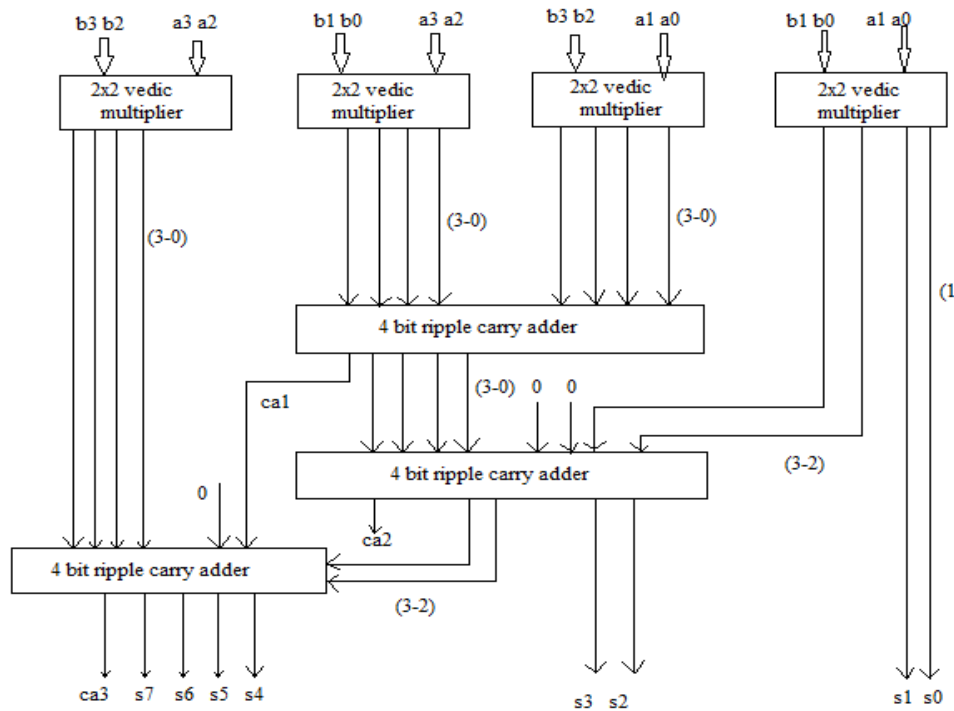 b3 b2 a3 a2 b1 b0 a3 a2 b3 b2 a1 a0 b1 b0 a1 a0
2x2 vedic multiplier
2x2 vedic multiplier
2x2 vedic multiplier
2x2 vedic multiplier
(3-0)
(3-0)
(3-0)
(1
4 bit ripple carry adder
ca1
(3-0) 0 0
(3-2)
4 bit ripple carry adder
0
ca2
4 bit ripple carry adder
(3-2)
ca3 s7 s6 s5 s4 s3 s2 s1 s0